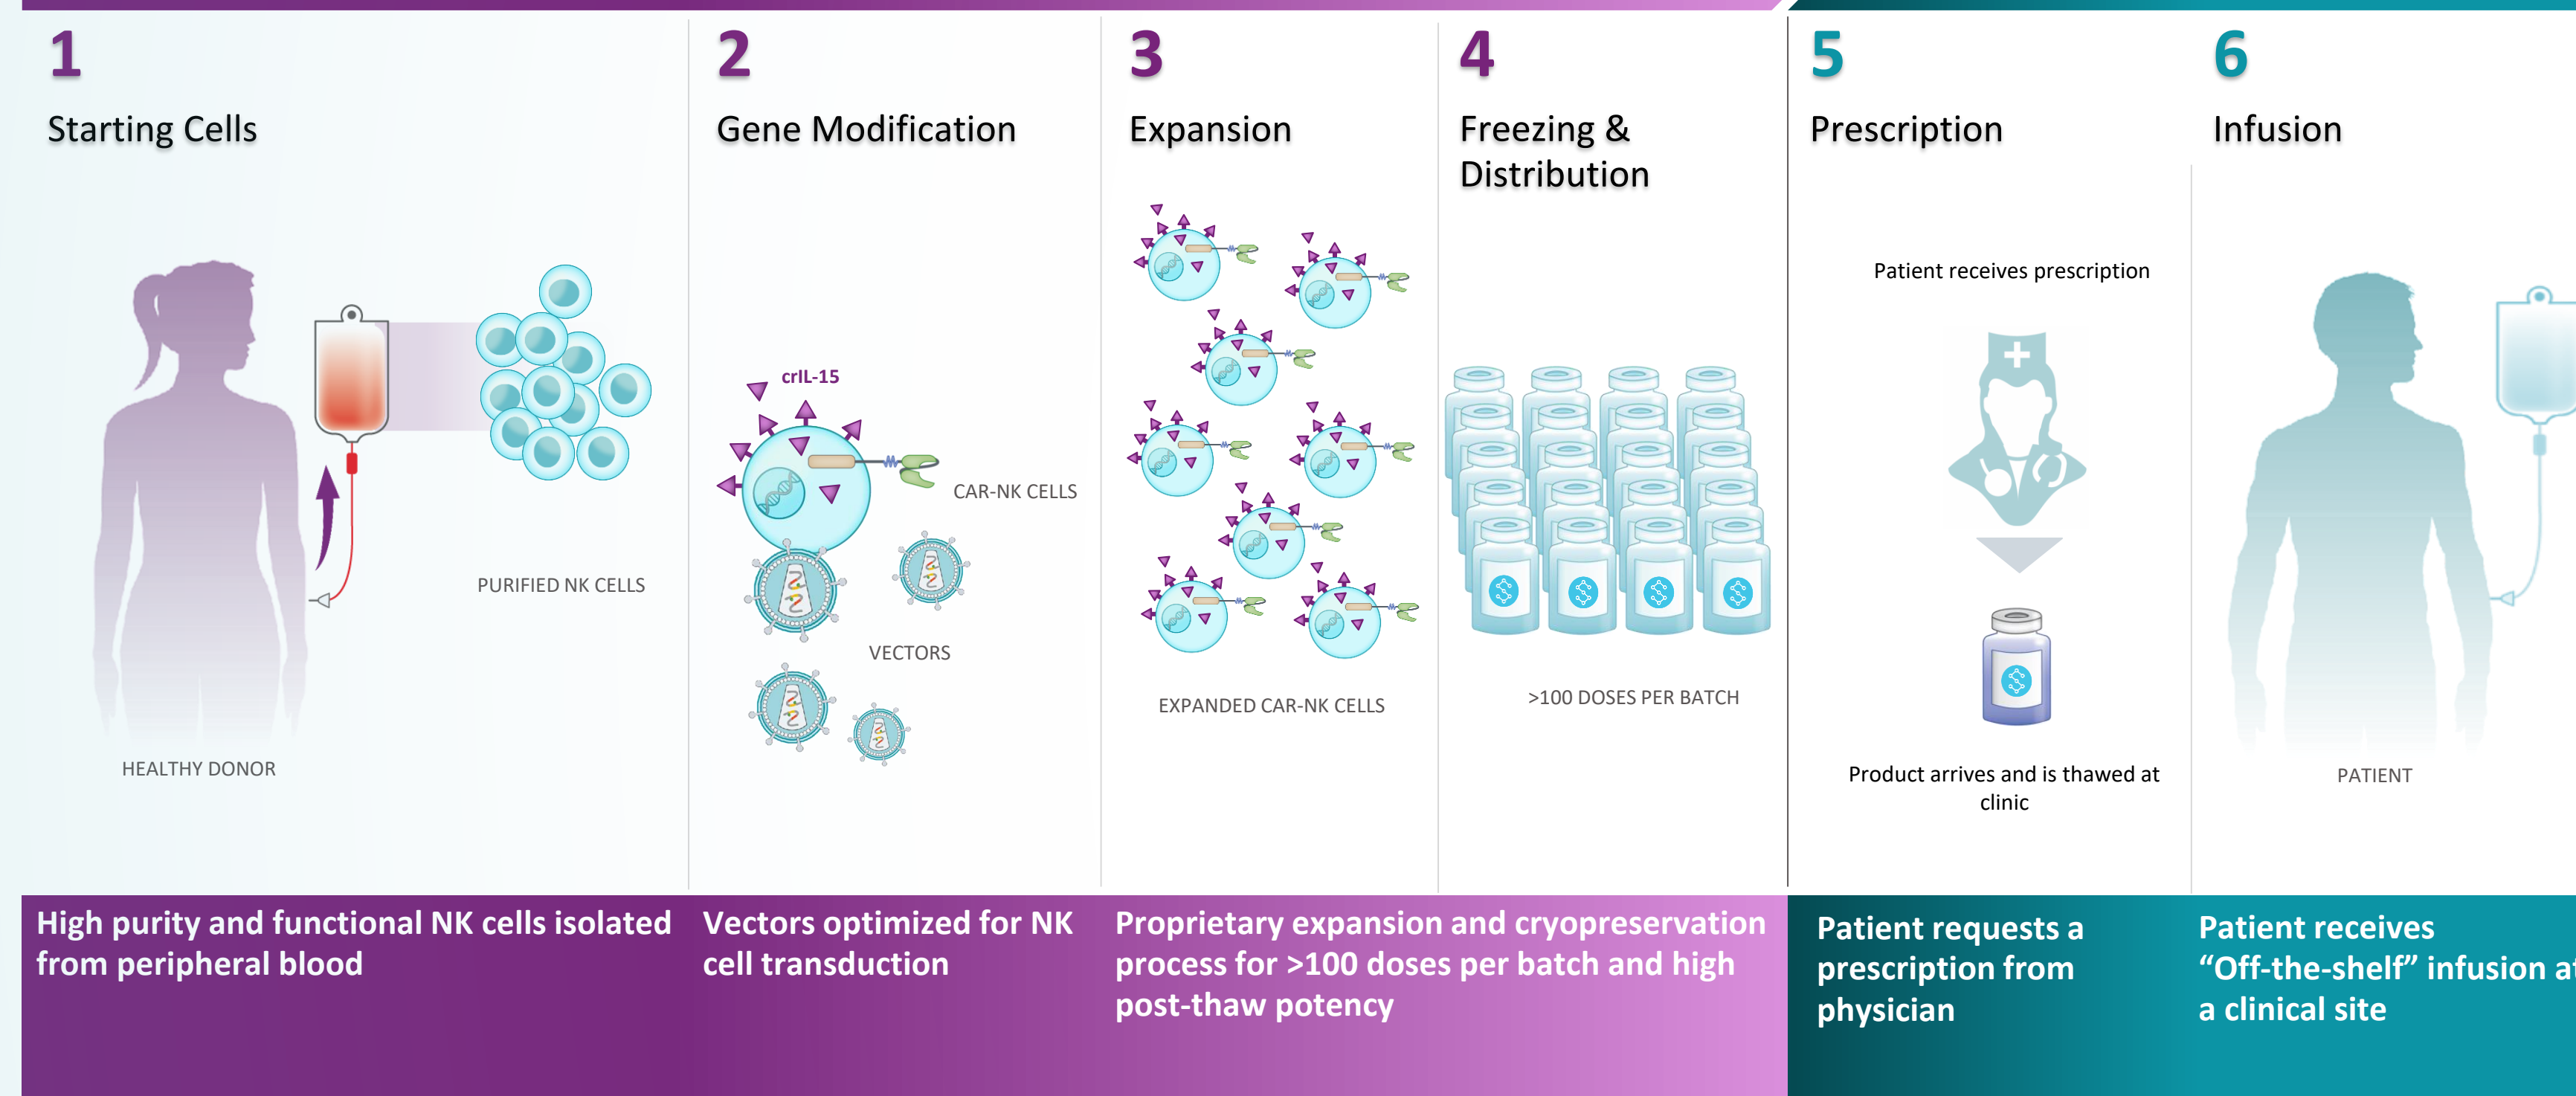 1
Starting Cells
HEALTHY DONOR
PURIFIED NK CELLS
High purity and functional NK cells isolated
from peripheral blood
2
Gene Modification
crIL-15
CAR-NK CELLS
VECTORS
Vectors optimized for NK
cell transduction
3
Expansion
EXPANDED CAR-NK CELLS
4
Freezing &
Distribution
>100 DOSES PER BATCH
Proprietary expansion and cryopreservation
process for >100 doses per batch and high
post-thaw potency
5
Prescription
Patient receives prescription
Product arrives and is thawed at
clinic
Patient requests a
prescription from
physician
6
Infusion
PATIENT
Patient receives
“Off-the-shelf” infusion at
a clinical site